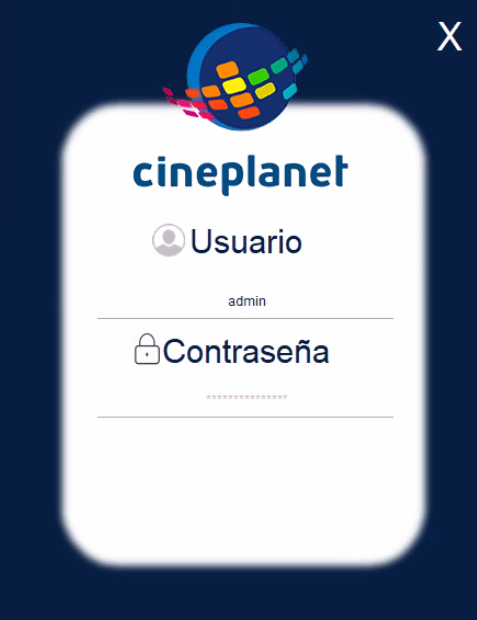 X
cineplanet
Usuario
admin
Contraseña
***************